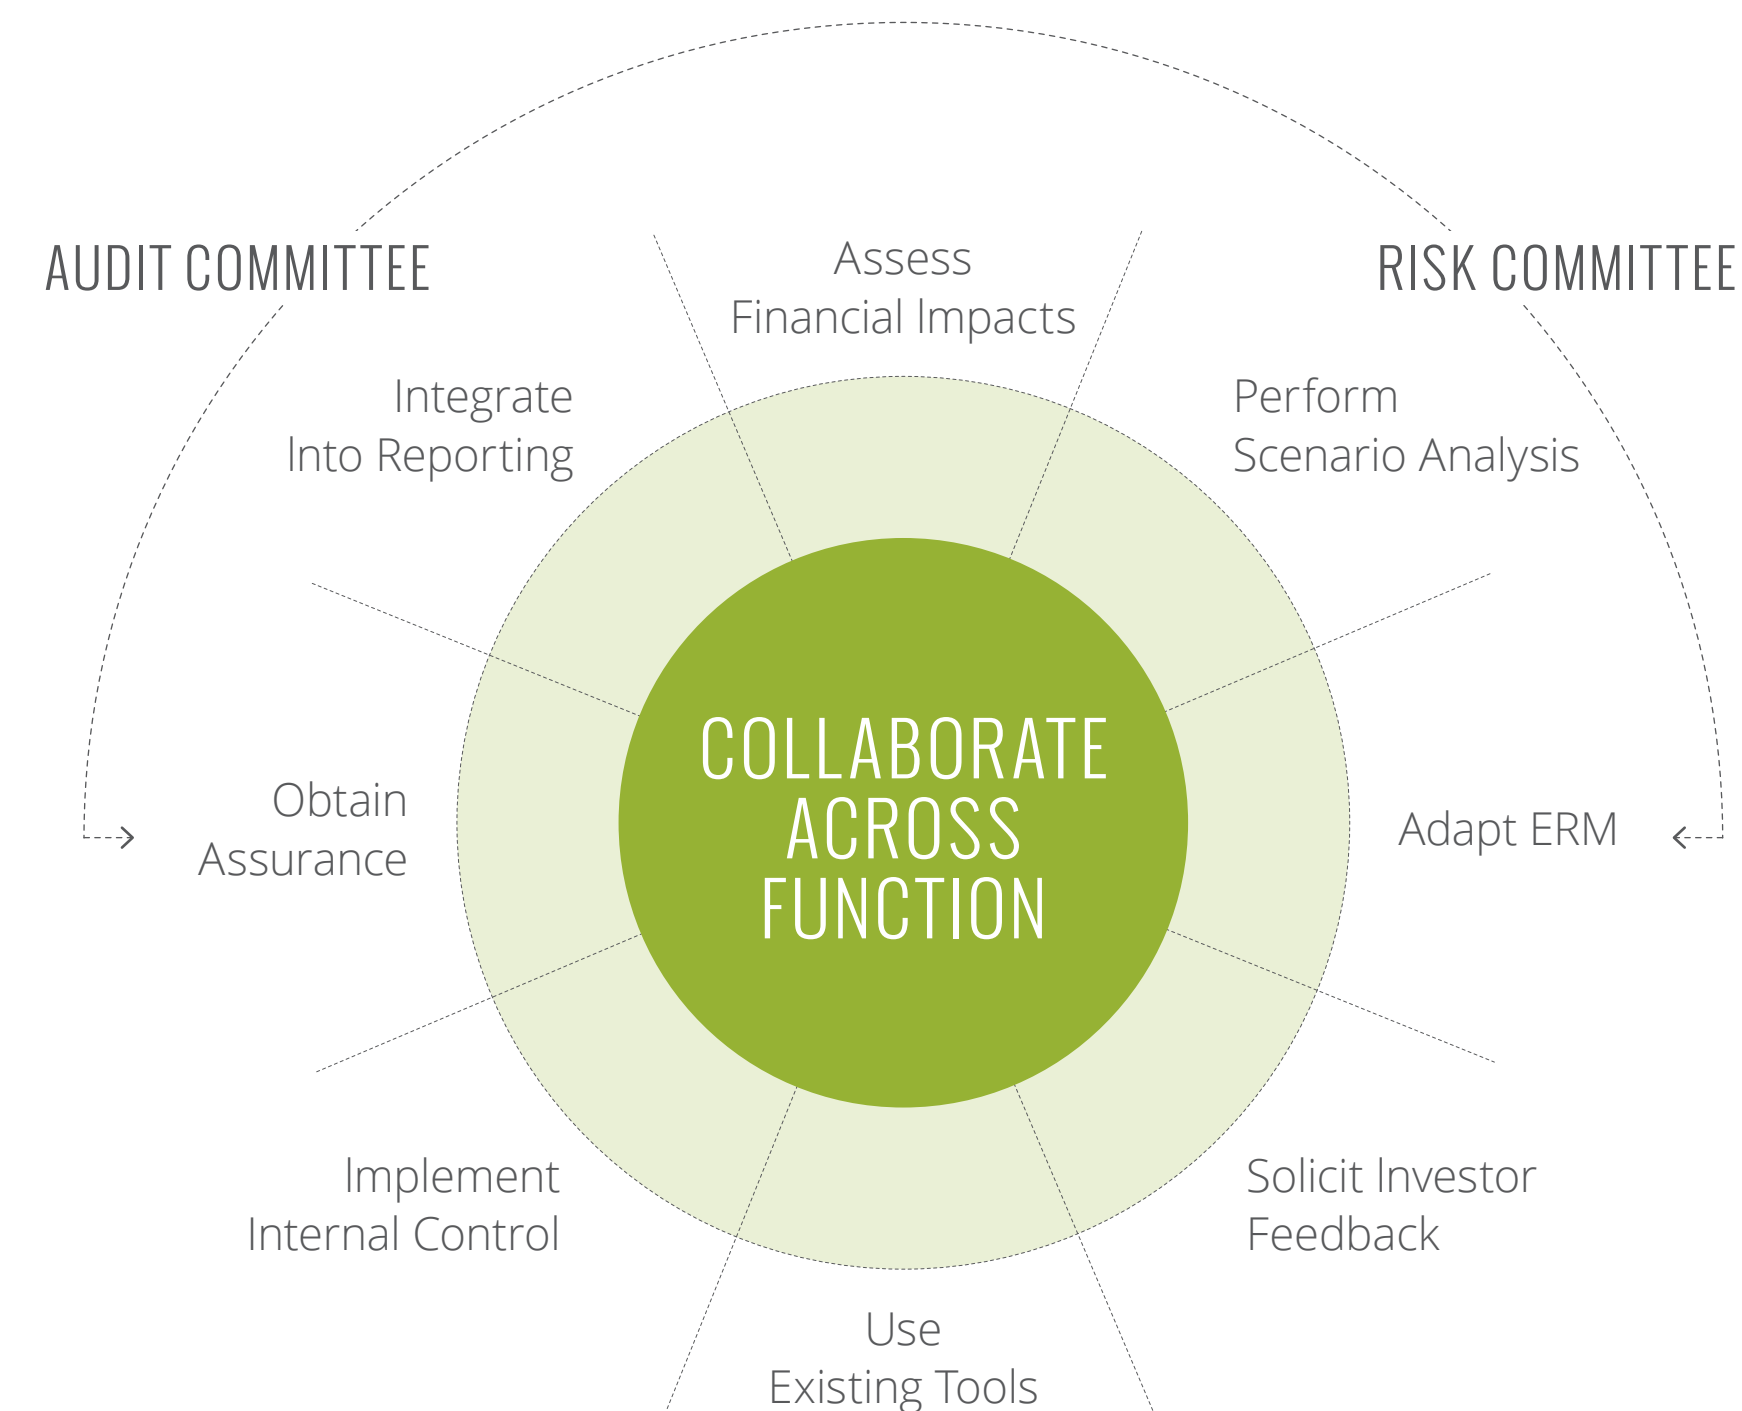 AUDIT COMMITTEE
RISK COMMITTEE
Assess
Financial Impacts
Integrate
Into Reporting
Perform
Scenario Analysis
COLLABORATE
ACROSS
FUNCTION
Obtain
Assurance
Adapt ERM
Implement
Internal Control
Solicit Investor
Feedback
Use
Existing Tools